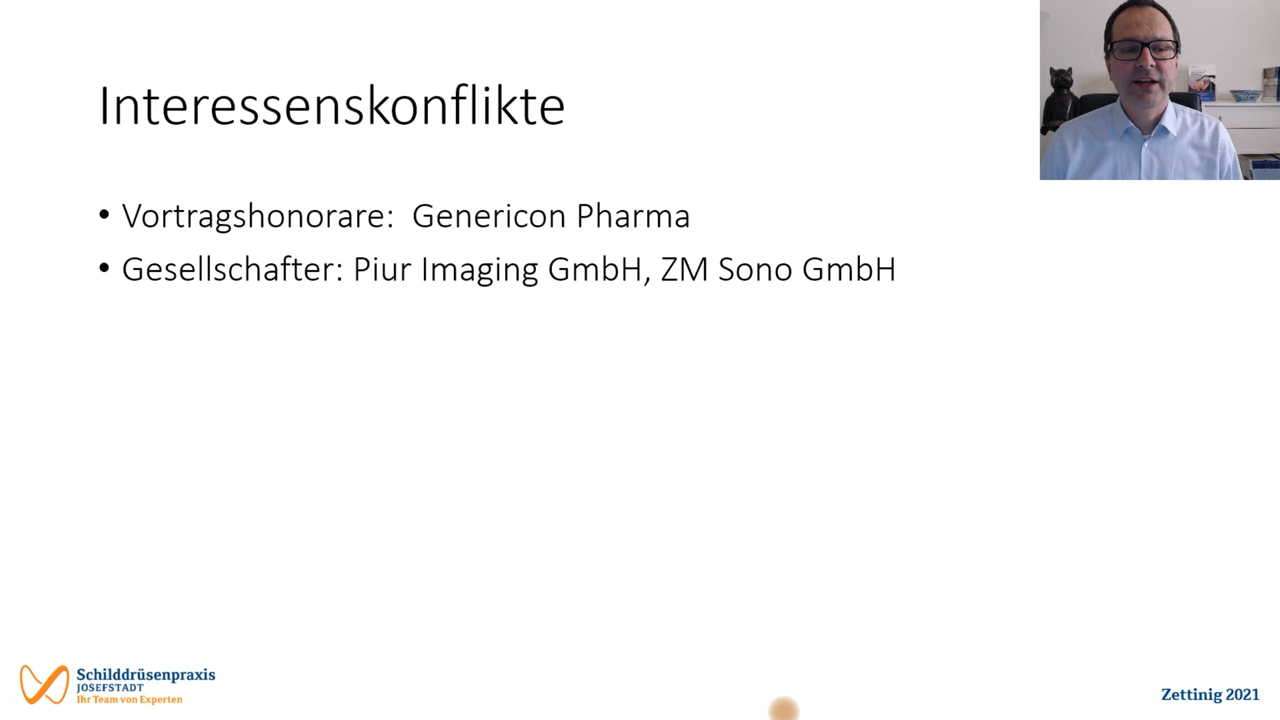 Interessenskonflikte
• Vortragshonorare: Genericon Pharma
• Gesellschafter: Piur Imaging GmbH, ZM Sono GmbH
Schilddrüsenpraxis
JOSEFSTADT
Ihr Team von Experten
Zettinig 2021